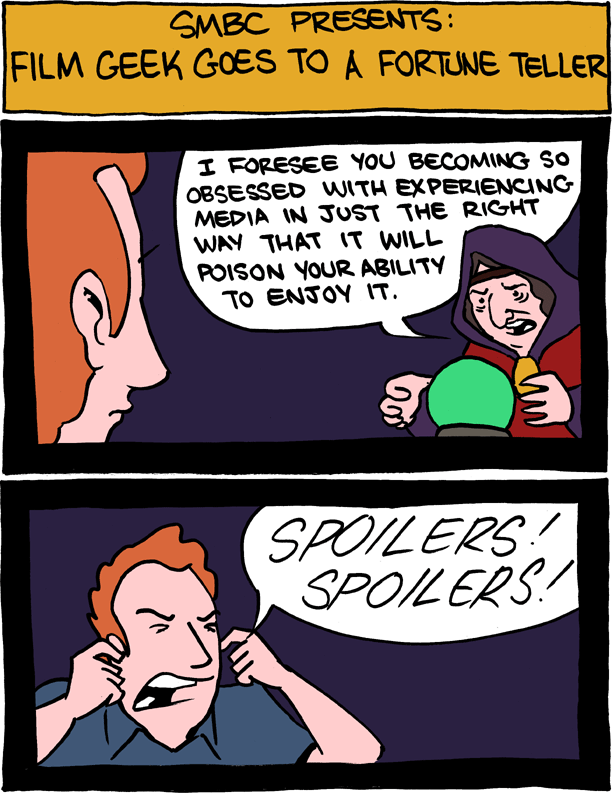 SMBC PRESENTS:
FILM GEEK GOES TO A FORTUNE TELLER
I FORESEE YOU BECOMING SO
OBSESSED WITH EXPERIENCING
MEDIA IN JUST THE RIGHT
WAY THAT IT WILL
POISON YOUR ABILITY
TO ENJOY IT.
SPOILERS!
SPOILERS!